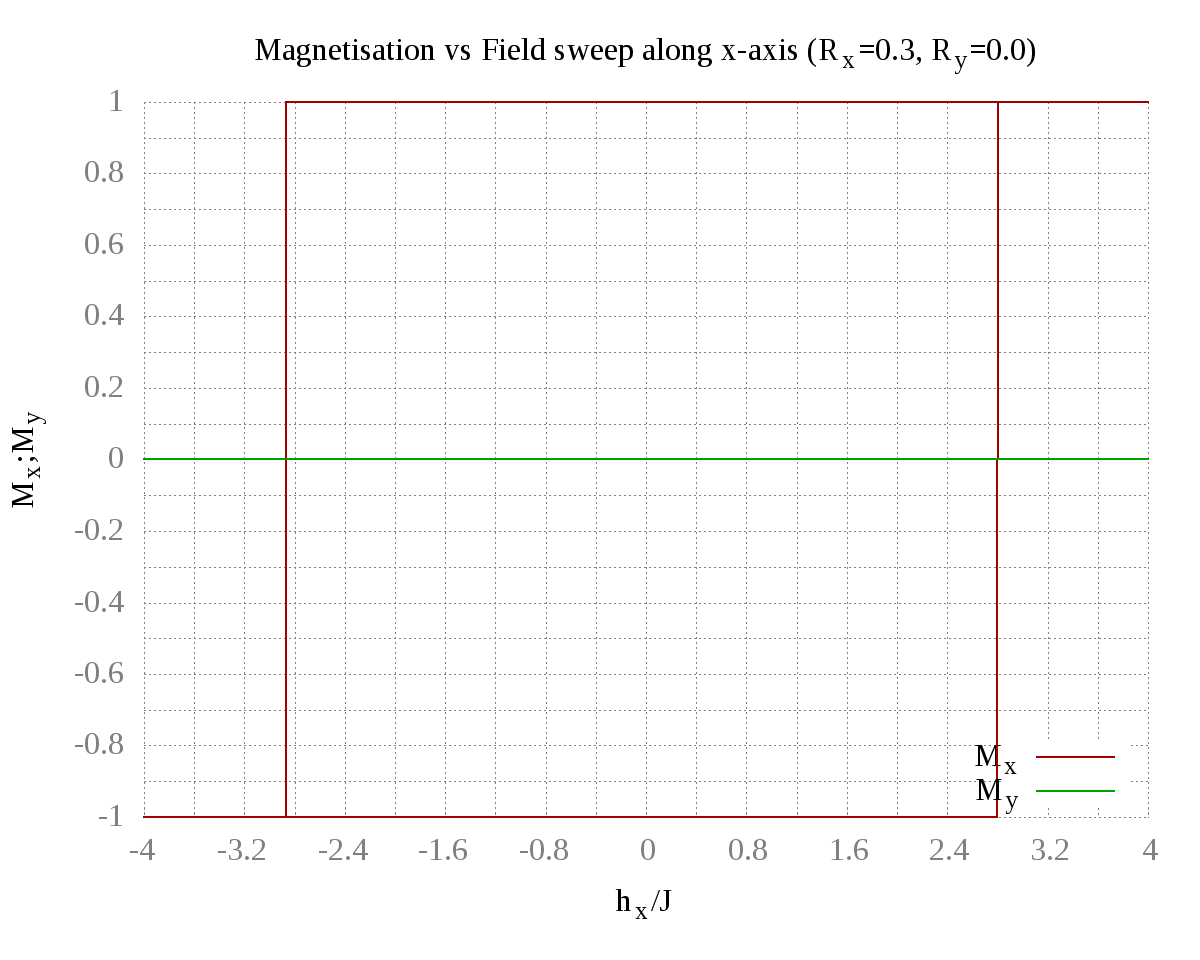 Magnetisation vs Field sweep along x-axis (Rx=0.3, Ry=0.0)
1
0.8
0.6
0.4
0.2
0
-0.2
-0.4
-0.6
-0.8
-1
Mx;My
Mx
My
-4 -3.2 -2.4 -1.6 -0.8 0 0.8 1.6 2.4 3.2 4
hx/J